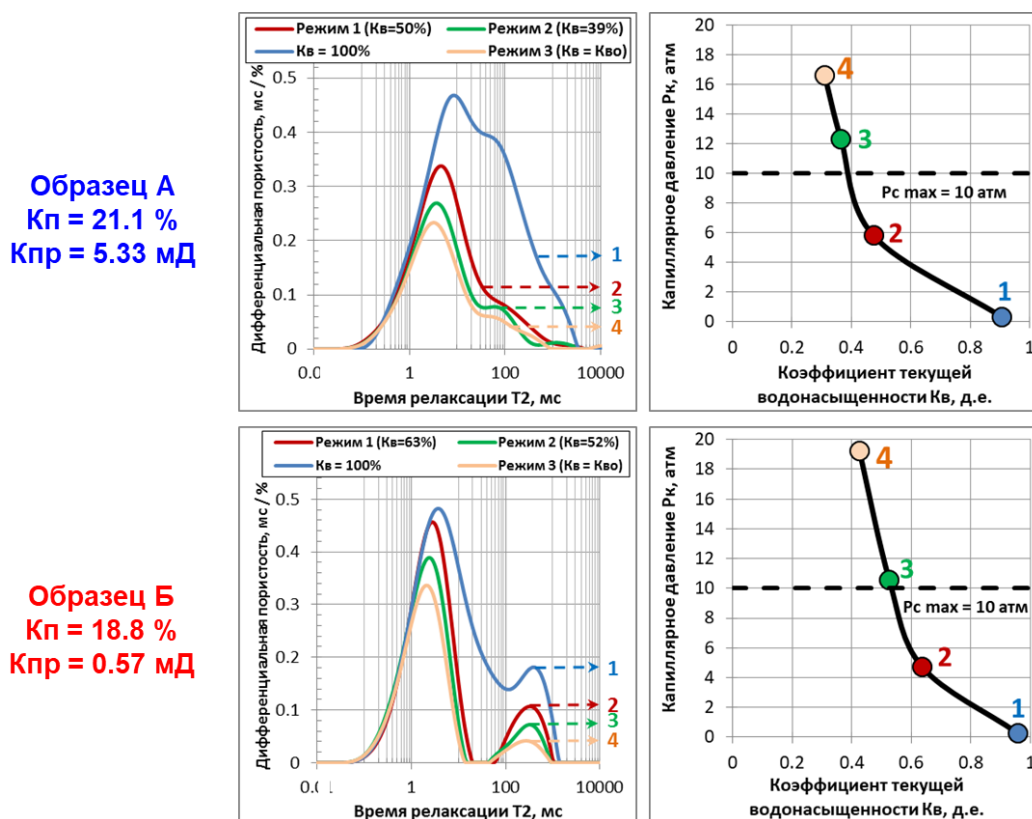 Образец А
Кп = 21.1 %
Кпр = 5.33 мД
Режим 1 (Кв=50%)
Режим 2 (Кв=39%)
Кв = 100%
Режим 3 (Кв = Кво)
Дифференциальная пористость, мс / %
0.5
0.4
0.3
0.2
0.1
0
1
2
3
4
0.0
1
100
10000
Время релаксации Т2, мс
Капиллярное давление Рк, атм
20
18
16
14
12
10
8
6
4
2
0
4
3
Рс max = 10 атм
2
1
0
0.2
0.4
0.6
0.8
1
Коэффициент текущей
водонасыщенности Кв, д.е.
Образец Б
Кп = 18.8 %
Кпр = 0.57 мД
Режим 1 (Кв=63%)
Режим 2 (Кв=52%)
Кв = 100%
Режим 3 (Кв = Кво)
Дифференциальная пористость, мс / %
0.5
0.4
0.3
0.2
0.1
0
1
2
3
4
0.0
1
100
10000
Время релаксации Т2, мс
Капиллярное давление Рк, атм
20
18
16
14
12
10
8
6
4
2
0
4
3
Рс max = 10 атм
2
1
0
0.2
0.4
0.6
0.8
1
Коэффициент текущей
водонасыщенности Кв, д.е.